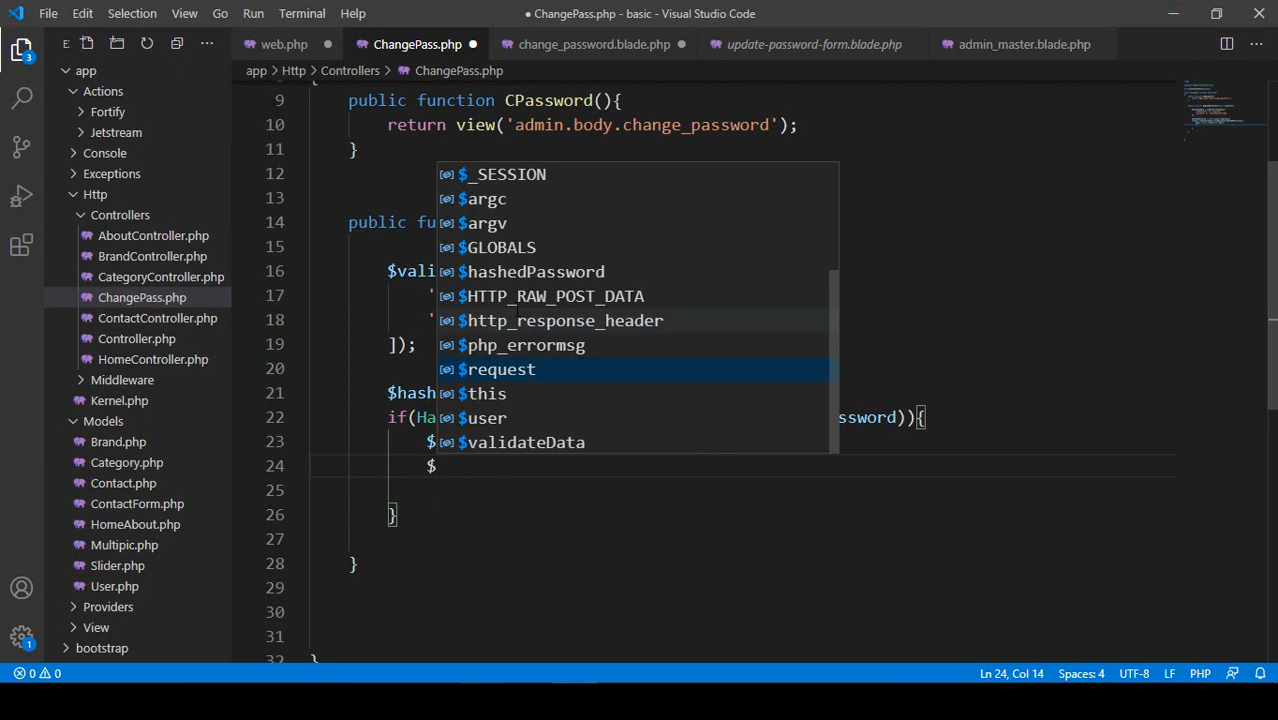 File Edit Selection View Go Run Terminal Help
● ChangePass.php - basic - Visual Studio Code
E
web.php ●
ChangePass.php ●
change_password.blade.php ●
update-password-form.blade.php
admin_master.blade.php
app > Http > Controllers > ChangePass.php
3
app
Actions
Fortify
Jetstream
Console
Exceptions
Http
Controllers
AboutController.php
BrandController.php
CategoryController.php
ChangePass.php
ContactController.php
Controller.php
HomeController.php
Middleware
Kernel.php
Models
Brand.php
Category.php
Contact.php
ContactForm.php
HomeAbout.php
Multipic.php
Slider.php
User.php
Providers
View
bootstrap
1
{
9 public function CPassword(){
10 return view('admin.body.change_password');
11 }
12
13
14 public fu
15
16 $vali
17 '
18 '
19 ]);
20
21 $hash
22 if(Ha ssword)){
23 $
24 $
25
26 }
27
28 }
29
30
31
32 }
$_SESSION
$argc
$argv
$GLOBALS
$hashedPassword
$HTTP_RAW_POST_DATA
$http_response_header
$php_errormsg
$request
$this
$user
$validateData
0 0
Ln 24, Col 14 Spaces: 4 UTF-8 LF PHP